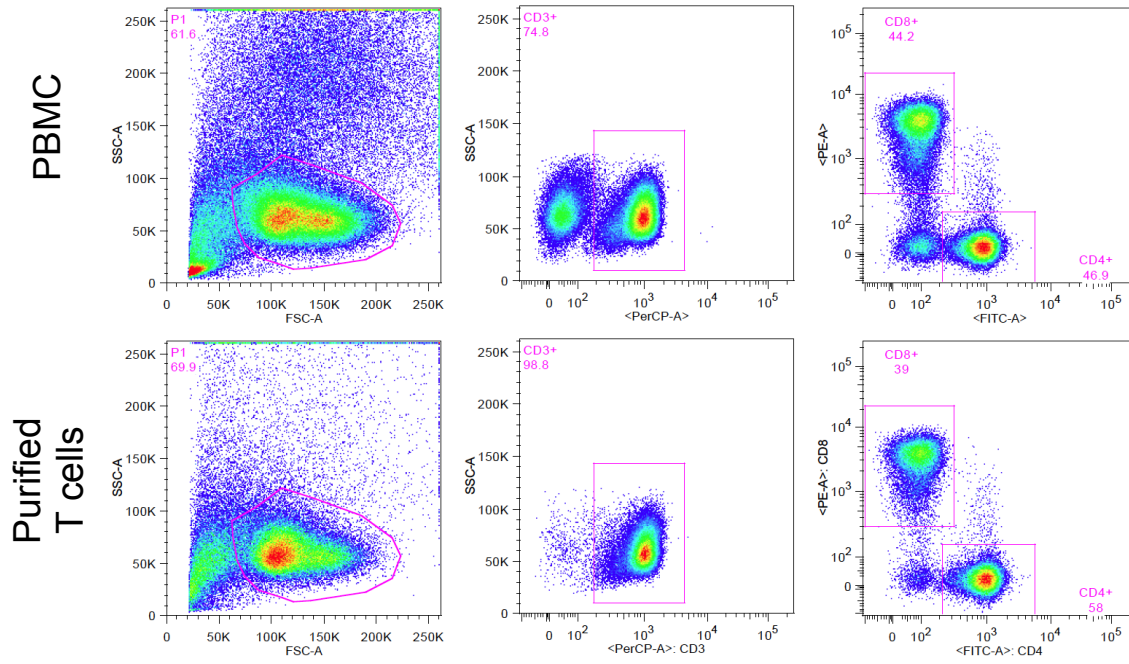 PBMC
P1
61.6
250K
200K
150K
100K
50K
0
SSC-A
0
50K
100K
150K
200K
250K
FSC-A
CD3+
74.8
250K
200K
150K
100K
50K
0
SSC-A
0
10^2
10^3
10^4
10^5
<PerCP-A>
CD8+
44.2
10^5
10^4
10^3
10^2
0
<PE-A>
CD4+
46.9
0
10^2
10^3
10^4
10^5
<FITC-A>
Purified
T cells
P1
69.9
250K
200K
150K
100K
50K
0
SSC-A
0
50K
100K
150K
200K
250K
FSC-A
CD3+
98.8
250K
200K
150K
100K
50K
0
SSC-A
0
10^2
10^3
10^4
10^5
<PerCP-A>: CD3
CD8+
39
10^5
10^4
10^3
10^2
0
<PE-A>: CD8
CD4+
58
0
10^2
10^3
10^4
10^5
<FITC-A>: CD4